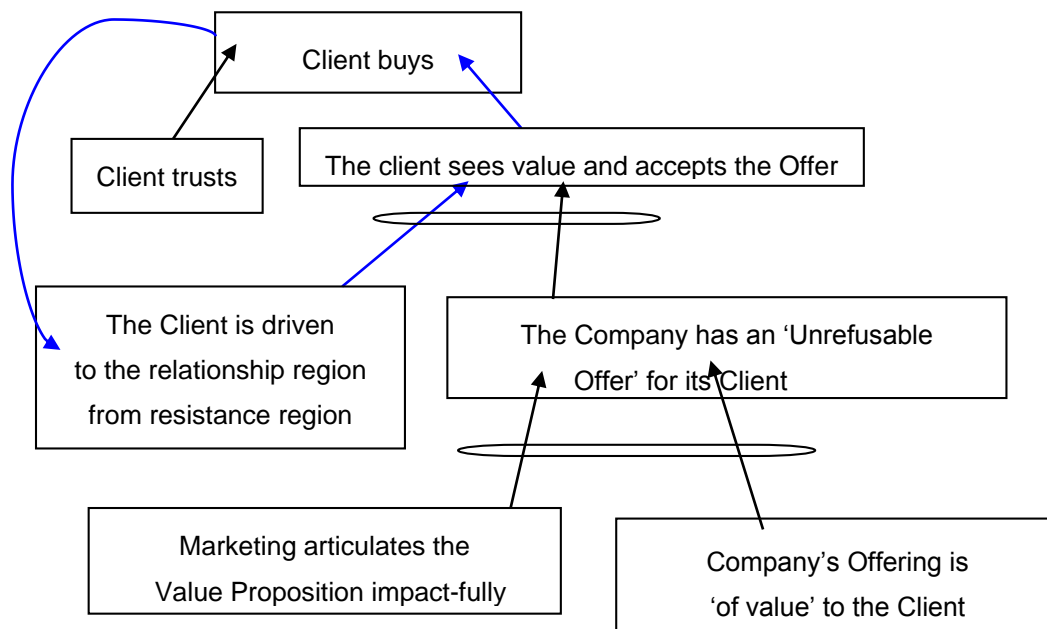 Client buys
Client trusts
The client sees value and accepts the Offer
The Client is driven
to the relationship region
from resistance region
The Company has an ‘Unrefusable
Offer’ for its Client
Marketing articulates the
Value Proposition impact-fully
Company’s Offering is
‘of value’ to the Client